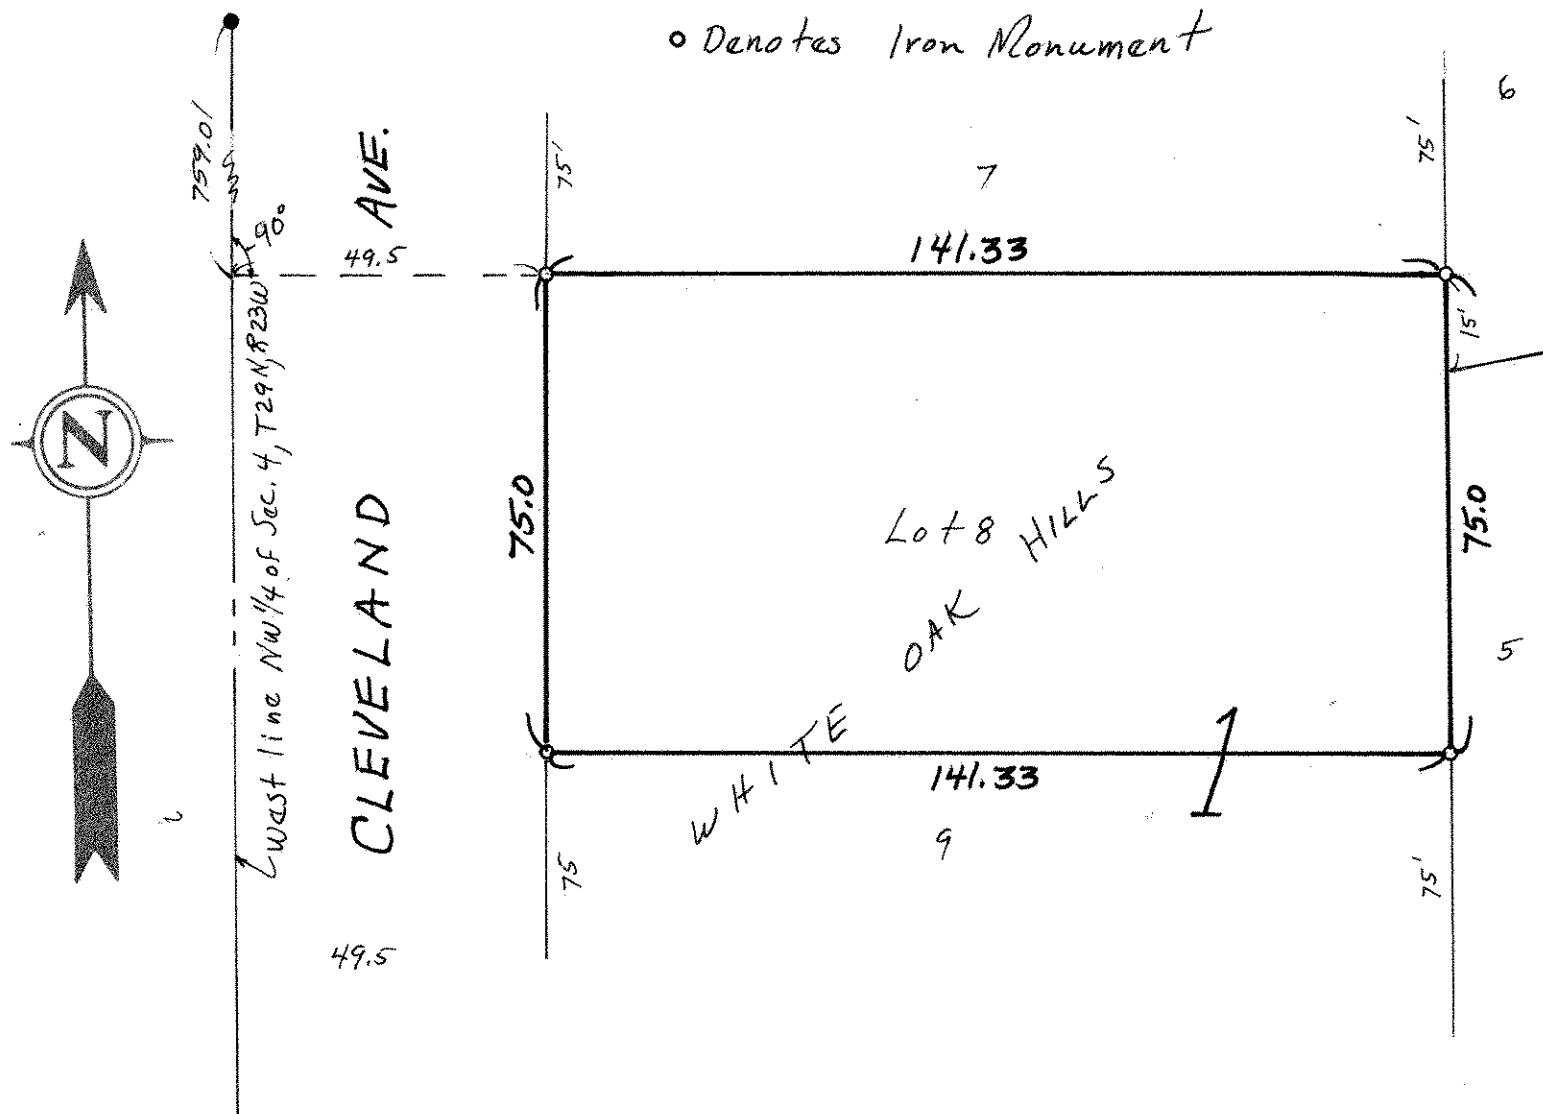 o Denotes Iron Monument
6
759.01
AVE.
75'
75'
7
90°
49.5
141.33
West line NW 1/4 of Sec. 4, T29N, R23W
15'
N
75.0
CLEVELAND
Lot 8
WHITE OAK HILLS
75.0
5
1
141.33
9
75
75'
49.5